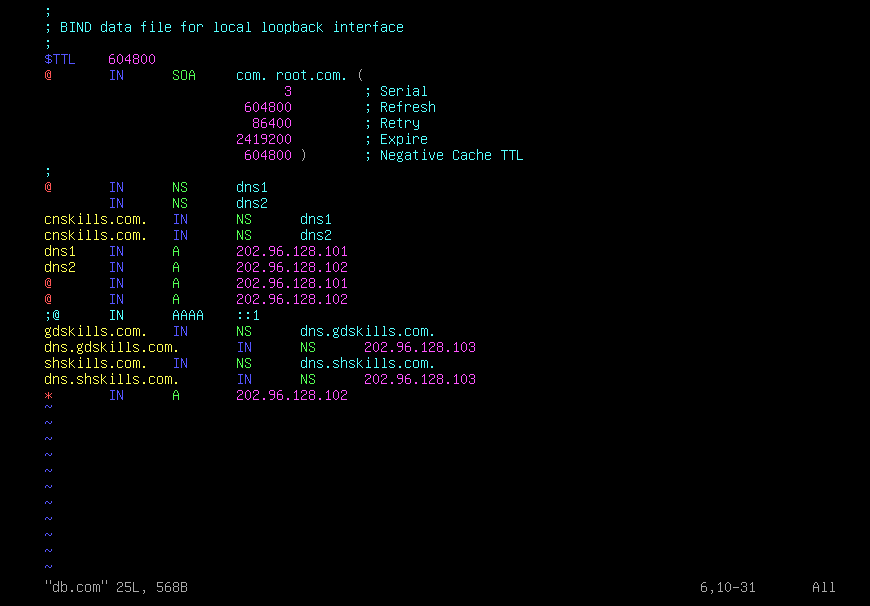 ;
; BIND data file for local loopback interface
;
$TTL    604800
@       IN      SOA     com. root.com. (
                              3         ; Serial
                         604800         ; Refresh
                          86400         ; Retry
                        2419200         ; Expire
                         604800 )       ; Negative Cache TTL
;
@       IN      NS      dns1
        IN      NS      dns2
cnskills.com.   IN      NS      dns1
cnskills.com.   IN      NS      dns2
dns1    IN      A       202.96.128.101
dns2    IN      A       202.96.128.102
@       IN      A       202.96.128.101
@       IN      A       202.96.128.102
;@      IN      AAAA    ::1
gdskills.com.   IN      NS      dns.gdskills.com.
dns.gdskills.com.       IN      NS      202.96.128.103
shskills.com.   IN      NS      dns.shskills.com.
dns.shskills.com.       IN      NS      202.96.128.103
*       IN      A       202.96.128.102
~
~
~
~
~
~
~
~
~
~
~
"db.com" 25L, 568B                                                                6,10-31       All